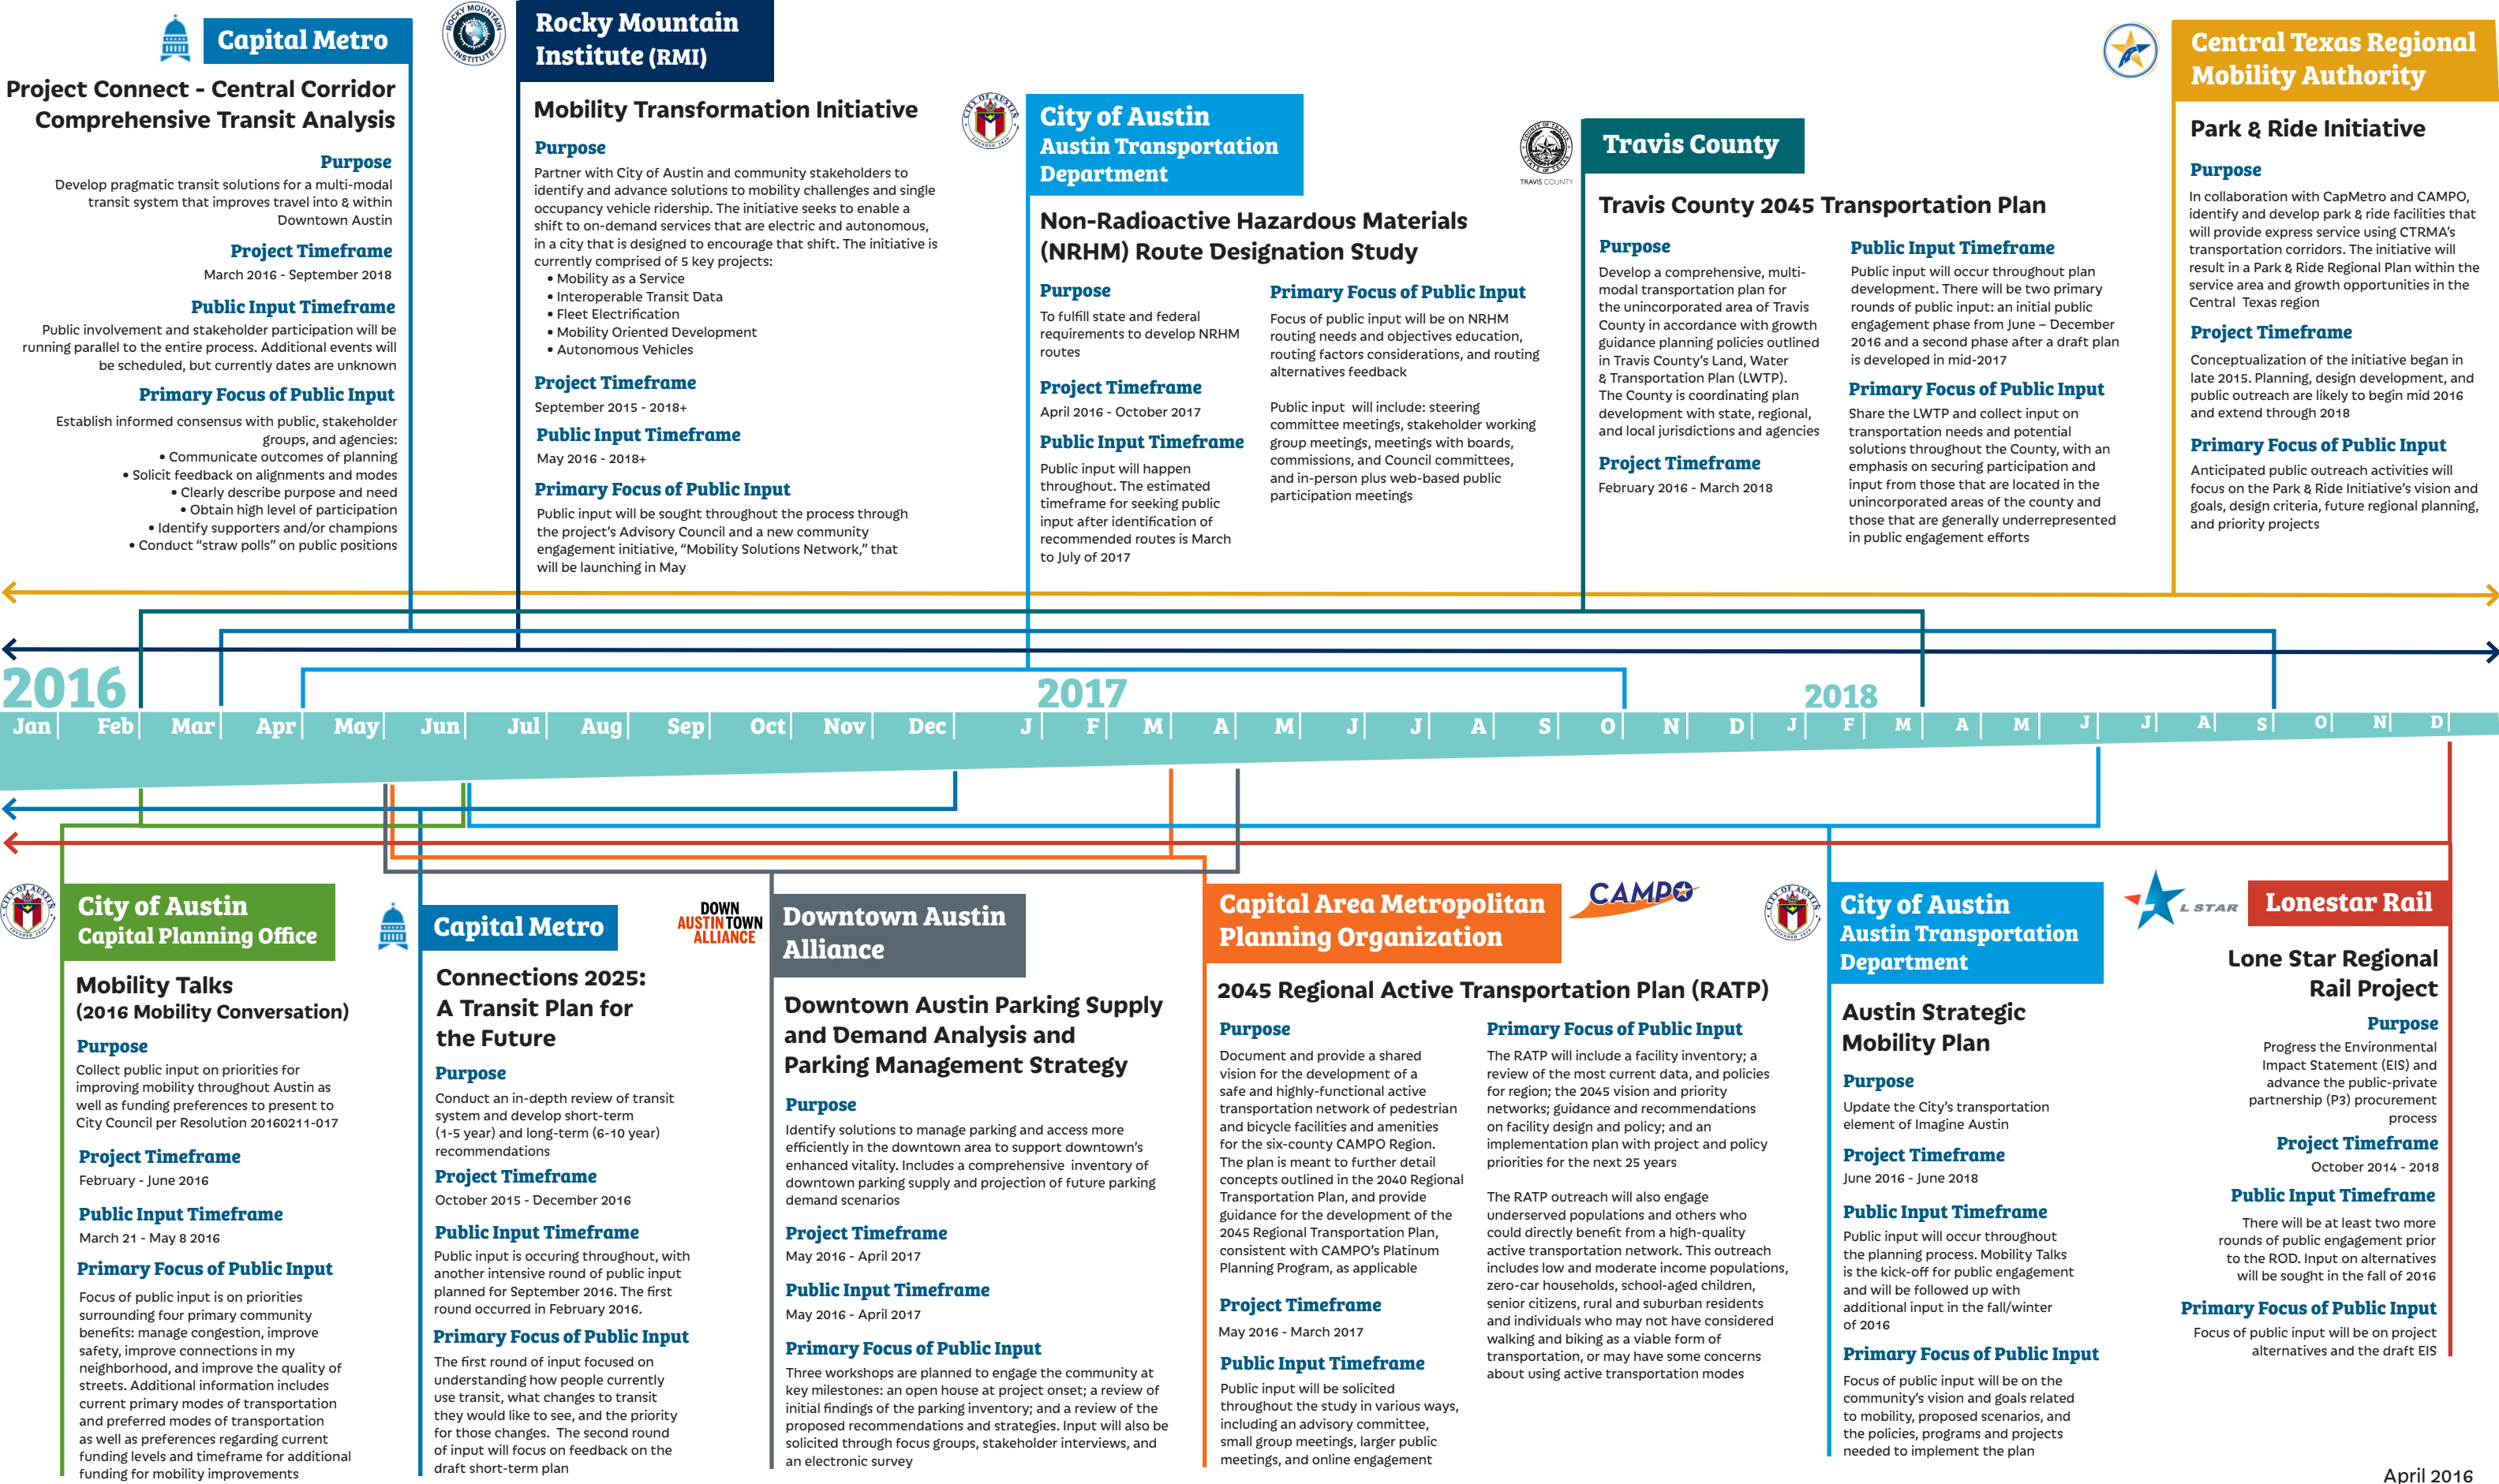 Capital Metro
Project Connect - Central Corridor
Comprehensive Transit Analysis
Purpose
Develop pragmatic transit solutions for a multi-modal
transit system that improves travel into & within
Downtown Austin
Project Timeframe
March 2016 - September 2018
Public Input Timeframe
Public involvement and stakeholder participation will be
running parallel to the entire process. Additional events will
be scheduled, but currently dates are unknown
Primary Focus of Public Input
Establish informed consensus with public, stakeholder
groups, and agencies:
• Communicate outcomes of planning
• Solicit feedback on alignments and modes
• Clearly describe purpose and need
• Obtain high level of participation
• Identify supporters and/or champions
• Conduct “straw polls” on public positions
ROCKY MOUNTAIN
INSTITUTE
Rocky Mountain
Institute (RMI)
Mobility Transformation Initiative
Purpose
Partner with City of Austin and community stakeholders to
identify and advance solutions to mobility challenges and single
occupancy vehicle ridership. The initiative seeks to enable a
shift to on-demand services that are electric and autonomous,
in a city that is designed to encourage that shift. The initiative is
currently comprised of 5 key projects:
• Mobility as a Service
• Interoperable Transit Data
• Fleet Electrification
• Mobility Oriented Development
• Autonomous Vehicles
Project Timeframe
September 2015 - 2018+
Public Input Timeframe
May 2016 - 2018+
Primary Focus of Public Input
Public input will be sought throughout the process through
the project’s Advisory Council and a new community
engagement initiative, “Mobility Solutions Network,” that
will be launching in May
CITY OF AUSTIN
FOUNDED 1839
City of Austin
Austin Transportation
Department
Non-Radioactive Hazardous Materials
(NRHM) Route Designation Study
Purpose
To fulfill state and federal
requirements to develop NRHM
routes
Project Timeframe
April 2016 - October 2017
Public Input Timeframe
Public input will happen
throughout. The estimated
timeframe for seeking public
input after identification of
recommended routes is March
to July of 2017
Primary Focus of Public Input
Focus of public input will be on NRHM
routing needs and objectives education,
routing factors considerations, and routing
alternatives feedback
Public input will include: steering
committee meetings, stakeholder working
group meetings, meetings with boards,
commissions, and Council committees,
and in-person plus web-based public
participation meetings
COUNTY OF TRAVIS
STATE OF TEXAS
TRAVIS COUNTY
Travis County
Travis County 2045 Transportation Plan
Purpose
Develop a comprehensive, multi-
modal transportation plan for
the unincorporated area of Travis
County in accordance with growth
guidance planning policies outlined
in Travis County’s Land, Water
& Transportation Plan (LWTP).
The County is coordinating plan
development with state, regional,
and local jurisdictions and agencies
Project Timeframe
February 2016 - March 2018
Public Input Timeframe
Public input will occur throughout plan
development. There will be two primary
rounds of public input: an initial public
engagement phase from June – December
2016 and a second phase after a draft plan
is developed in mid-2017
Primary Focus of Public Input
Share the LWTP and collect input on
transportation needs and potential
solutions throughout the County, with an
emphasis on securing participation and
input from those that are located in the
unincorporated areas of the county and
those that are generally underrepresented
in public engagement efforts
Central Texas Regional
Mobility Authority
Park & Ride Initiative
Purpose
In collaboration with CapMetro and CAMPO,
identify and develop park & ride facilities that
will provide express service using CTRMA’s
transportation corridors. The initiative will
result in a Park & Ride Regional Plan within the
service area and growth opportunities in the
Central Texas region
Project Timeframe
Conceptualization of the initiative began in
late 2015. Planning, design development, and
public outreach are likely to begin mid 2016
and extend through 2018
Primary Focus of Public Input
Anticipated public outreach activities will
focus on the Park & Ride Initiative’s vision and
goals, design criteria, future regional planning,
and priority projects
2016 2017 2018
Jan Feb Mar Apr May Jun Jul Aug Sep Oct Nov Dec J F M A M J J A S O N D J F M A M J J A S O N D
CITY OF AUSTIN
FOUNDED 1839
City of Austin
Capital Planning Office
Mobility Talks
(2016 Mobility Conversation)
Purpose
Collect public input on priorities for
improving mobility throughout Austin as
well as funding preferences to present to
City Council per Resolution 20160211-017
Project Timeframe
February - June 2016
Public Input Timeframe
March 21 - May 8 2016
Primary Focus of Public Input
Focus of public input is on priorities
surrounding four primary community
benefits: manage congestion, improve
safety, improve connections in my
neighborhood, and improve the quality of
streets. Additional information includes
current primary modes of transportation
and preferred modes of transportation
as well as preferences regarding current
funding levels and timeframe for additional
funding for mobility improvements
Capital Metro
Connections 2025:
A Transit Plan for
the Future
Purpose
Conduct an in-depth review of transit
system and develop short-term
(1-5 year) and long-term (6-10 year)
recommendations
Project Timeframe
October 2015 - December 2016
Public Input Timeframe
Public input is occuring throughout, with
another intensive round of public input
planned for September 2016. The first
round occurred in February 2016.
Primary Focus of Public Input
The first round of input focused on
understanding how people currently
use transit, what changes to transit
they would like to see, and the priority
for those changes. The second round
of input will focus on feedback on the
draft short-term plan
DOWN
AUSTINTOWN
ALLIANCE
Downtown Austin
Alliance
Downtown Austin Parking Supply
and Demand Analysis and
Parking Management Strategy
Purpose
Identify solutions to manage parking and access more
efficiently in the downtown area to support downtown’s
enhanced vitality. Includes a comprehensive inventory of
downtown parking supply and projection of future parking
demand scenarios
Project Timeframe
May 2016 - April 2017
Public Input Timeframe
May 2016 - April 2017
Primary Focus of Public Input
Three workshops are planned to engage the community at
key milestones: an open house at project onset; a review of
initial findings of the parking inventory; and a review of the
proposed recommendations and strategies. Input will also be
solicited through focus groups, stakeholder interviews, and
an electronic survey
Capital Area Metropolitan
Planning Organization
CAMPO
2045 Regional Active Transportation Plan (RATP)
Purpose
Document and provide a shared
vision for the development of a
safe and highly-functional active
transportation network of pedestrian
and bicycle facilities and amenities
for the six-county CAMPO Region.
The plan is meant to further detail
concepts outlined in the 2040 Regional
Transportation Plan, and provide
guidance for the development of the
2045 Regional Transportation Plan,
consistent with CAMPO’s Platinum
Planning Program, as applicable
Project Timeframe
May 2016 - March 2017
Public Input Timeframe
Public input will be solicited
throughout the study in various ways,
including an advisory committee,
small group meetings, larger public
meetings, and online engagement
Primary Focus of Public Input
The RATP will include a facility inventory; a
review of the most current data, and policies
for region; the 2045 vision and priority
networks; guidance and recommendations
on facility design and policy; and an
implementation plan with project and policy
priorities for the next 25 years
The RATP outreach will also engage
underserved populations and others who
could directly benefit from a high-quality
active transportation network. This outreach
includes low and moderate income populations,
zero-car households, school-aged children,
senior citizens, rural and suburban residents
and individuals who may not have considered
walking and biking as a viable form of
transportation, or may have some concerns
about using active transportation modes
CITY OF AUSTIN
FOUNDED 1839
City of Austin
Austin Transportation
Department
Austin Strategic
Mobility Plan
Purpose
Update the City’s transportation
element of Imagine Austin
Project Timeframe
June 2016 - June 2018
Public Input Timeframe
Public input will occur throughout
the planning process. Mobility Talks
is the kick-off for public engagement
and will be followed up with
additional input in the fall/winter
of 2016
Primary Focus of Public Input
Focus of public input will be on the
community’s vision and goals related
to mobility, proposed scenarios, and
the policies, programs and projects
needed to implement the plan
L STAR
Lonestar Rail
Lone Star Regional
Rail Project
Purpose
Progress the Environmental
Impact Statement (EIS) and
advance the public-private
partnership (P3) procurement
process
Project Timeframe
October 2014 - 2018
Public Input Timeframe
There will be at least two more
rounds of public engagement prior
to the ROD. Input on alternatives
will be sought in the fall of 2016
Primary Focus of Public Input
Focus of public input will be on project
alternatives and the draft EIS
April 2016